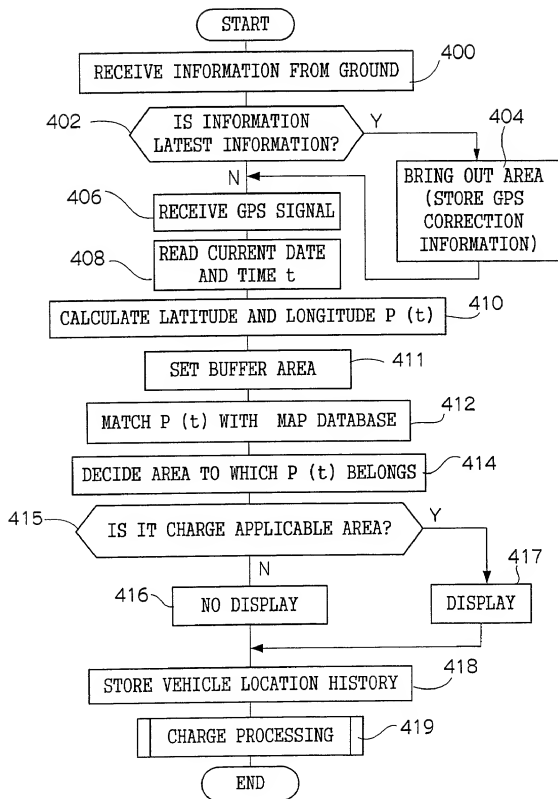 START
RECEIVE INFORMATION FROM GROUND
400
402
IS INFORMATION
LATEST INFORMATION?
Y
N
404
BRING OUT AREA
(STORE GPS
CORRECTION
INFORMATION)
406
RECEIVE GPS SIGNAL
408
READ CURRENT DATE
AND TIME t
CALCULATE LATITUDE AND LONGITUDE P (t)
410
SET BUFFER AREA
411
MATCH P (t) WITH MAP DATABASE
412
DECIDE AREA TO WHICH P (t) BELONGS
414
415
IS IT CHARGE APPLICABLE AREA?
Y
N
416
NO DISPLAY
417
DISPLAY
STORE VEHICLE LOCATION HISTORY
418
CHARGE PROCESSING
419
END